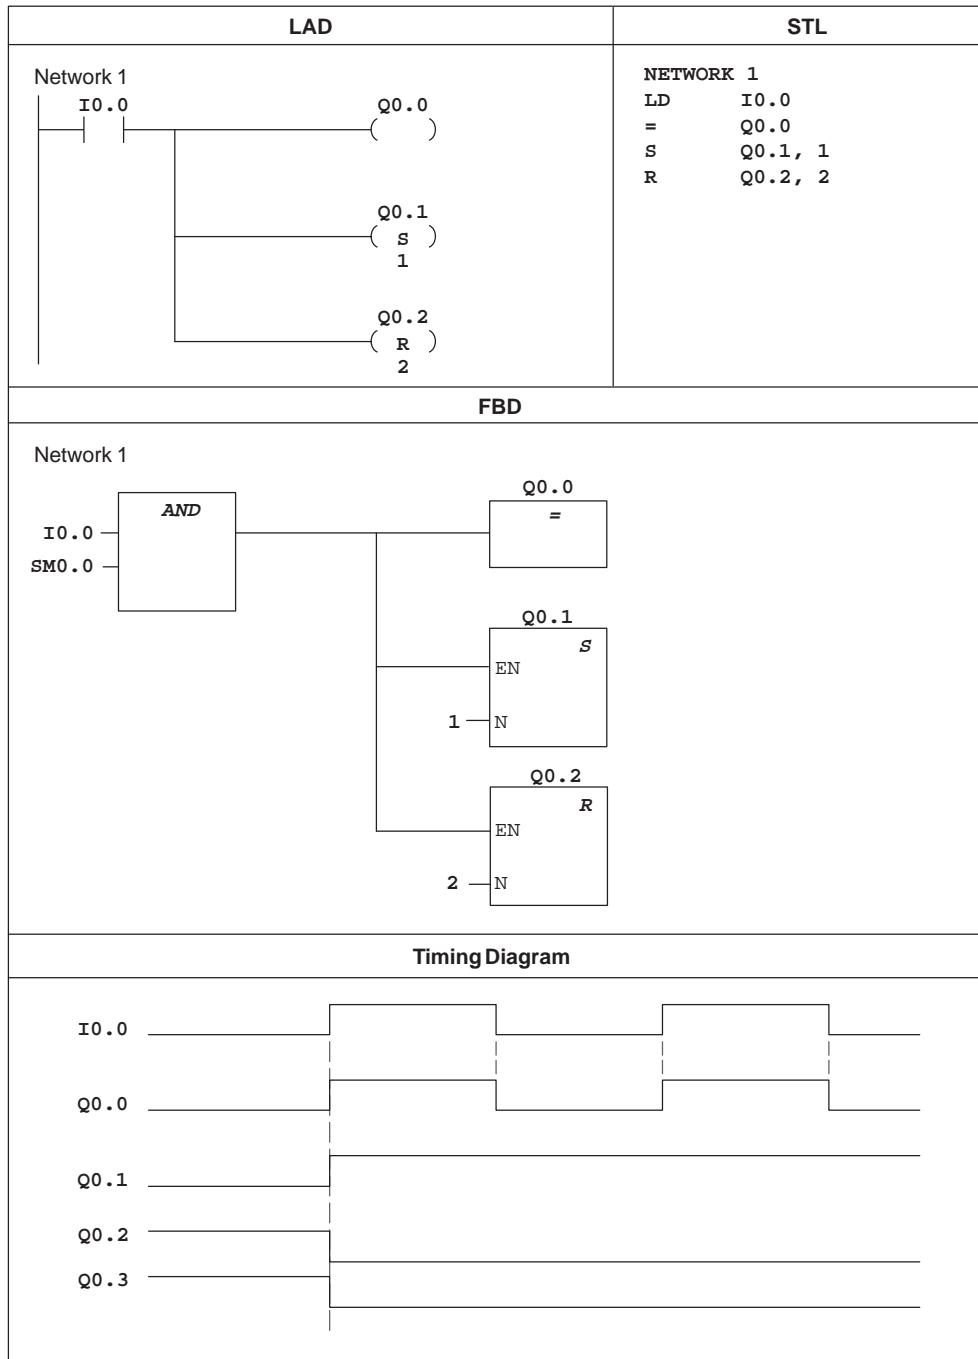 LAD
STL
Network 1
I0.0
Q0.0
( )
Q0.1
( S )
1
Q0.2
( R )
2
NETWORK 1
LD I0.0
= Q0.0
S Q0.1, 1
R Q0.2, 2
FBD
Network 1
I0.0
SM0.0
AND
Q0.0
=
Q0.1
S
EN
1 N
Q0.2
R
EN
2 N
Timing Diagram
I0.0
Q0.0
Q0.1
Q0.2
Q0.3